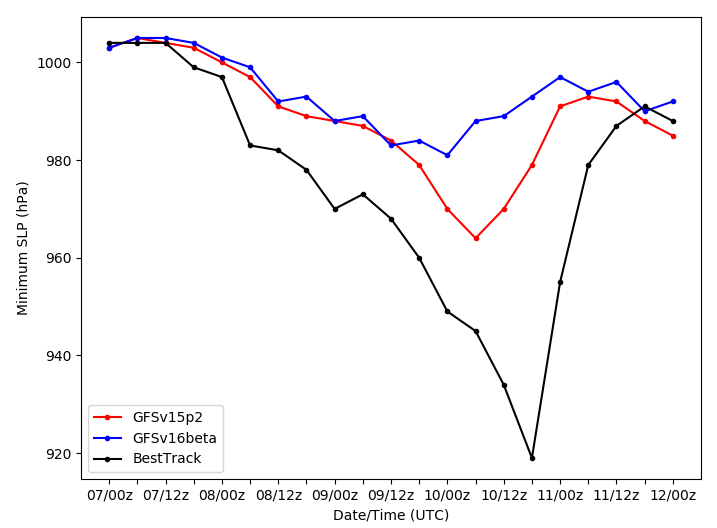 1000
980
960
940
920
Minimum SLP (hPa)
GFSv15p2
GFSv16beta
BestTrack
07/00z 07/12z 08/00z 08/12z 09/00z 09/12z 10/00z 10/12z 11/00z 11/12z 12/00z
Date/Time (UTC)